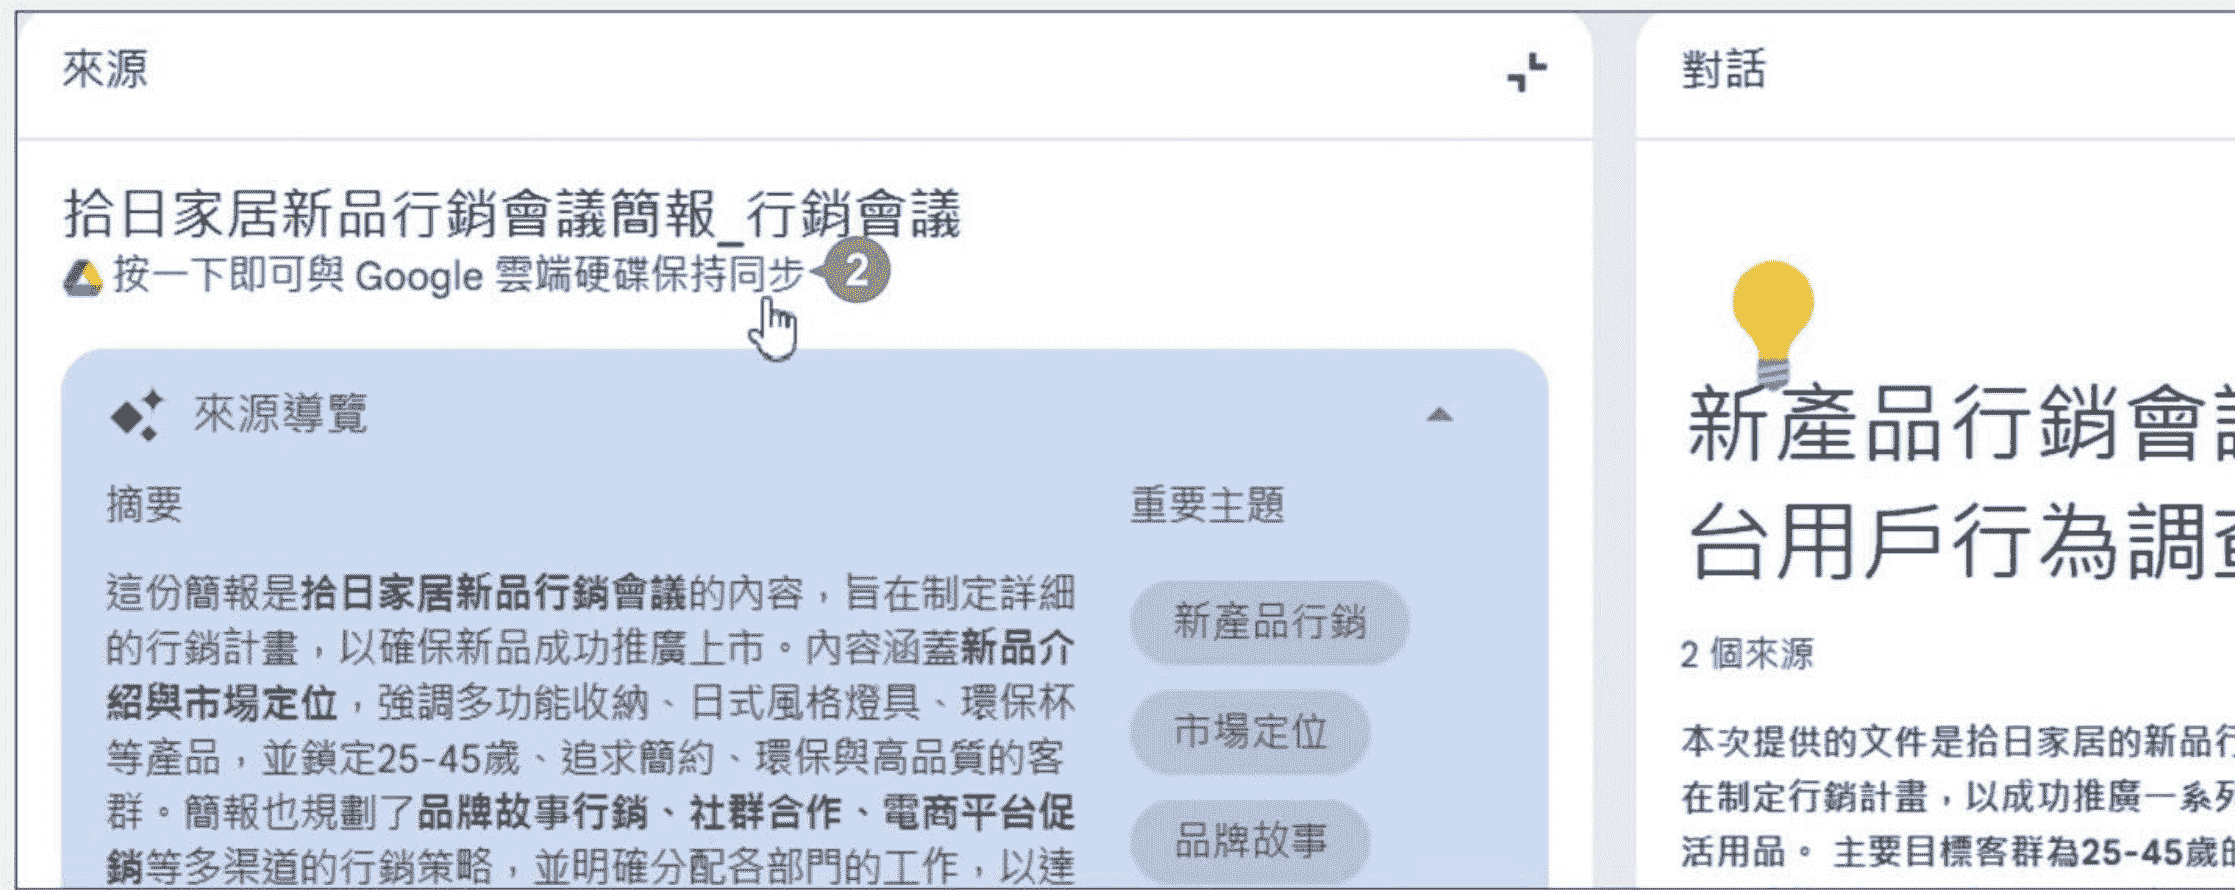 來源
拾日家居新品行銷會議簡報_行銷會議
按一下即可與 Google 雲端硬碟保持同步
2
來源導覽
摘要
這份簡報是拾日家居新品行銷會議的內容，旨在制定詳細
的行銷計畫，以確保新品成功推廣上市。內容涵蓋新品介
紹與市場定位，強調多功能收納、日式風格燈具、環保杯
等產品，並鎖定25-45歲、追求簡約、環保與高品質的客
群。簡報也規劃了品牌故事行銷、社群合作、電商平台促
銷等多渠道的行銷策略，並明確分配各部門的工作，以達
重要主題
新產品行銷
市場定位
品牌故事
對話
新產品行銷會
台用戶行為調
2 個來源
本次提供的文件是拾日家居的新品行
在制定行銷計畫，以成功推廣一系列
活用品。 主要目標客群為25-45歲的